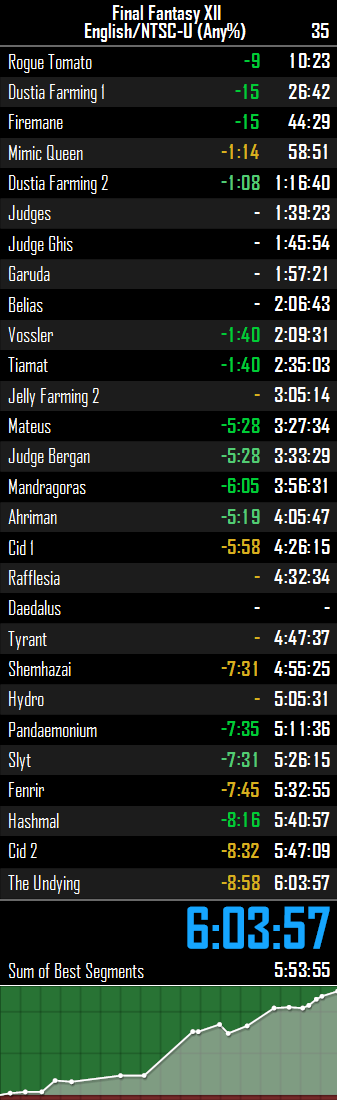 Final Fantasy XII
English/NTSC-U (Any%) 35
Rogue Tomato -9 10:23
Dustia Farming 1 -15 26:42
Firemane -15 44:29
Mimic Queen -1:14 58:51
Dustia Farming 2 -1:08 1:16:40
Judges - 1:39:23
Judge Ghis - 1:45:54
Garuda - 1:57:21
Belias - 2:06:43
Vossler -1:40 2:09:31
Tiamat -1:40 2:35:03
Jelly Farming 2 - 3:05:14
Mateus -5:28 3:27:34
Judge Bergan -5:28 3:33:29
Mandragoras -6:05 3:56:31
Ahriman -5:19 4:05:47
Cid 1 -5:58 4:26:15
Rafflesia - 4:32:34
Daedalus - -
Tyrant - 4:47:37
Shemhazai -7:31 4:55:25
Hydro - 5:05:31
Pandaemonium -7:35 5:11:36
Slyt -7:31 5:26:15
Fenrir -7:45 5:32:55
Hashmal -8:16 5:40:57
Cid 2 -8:32 5:47:09
The Undying -8:58 6:03:57
6:03:57
Sum of Best Segments 5:53:55